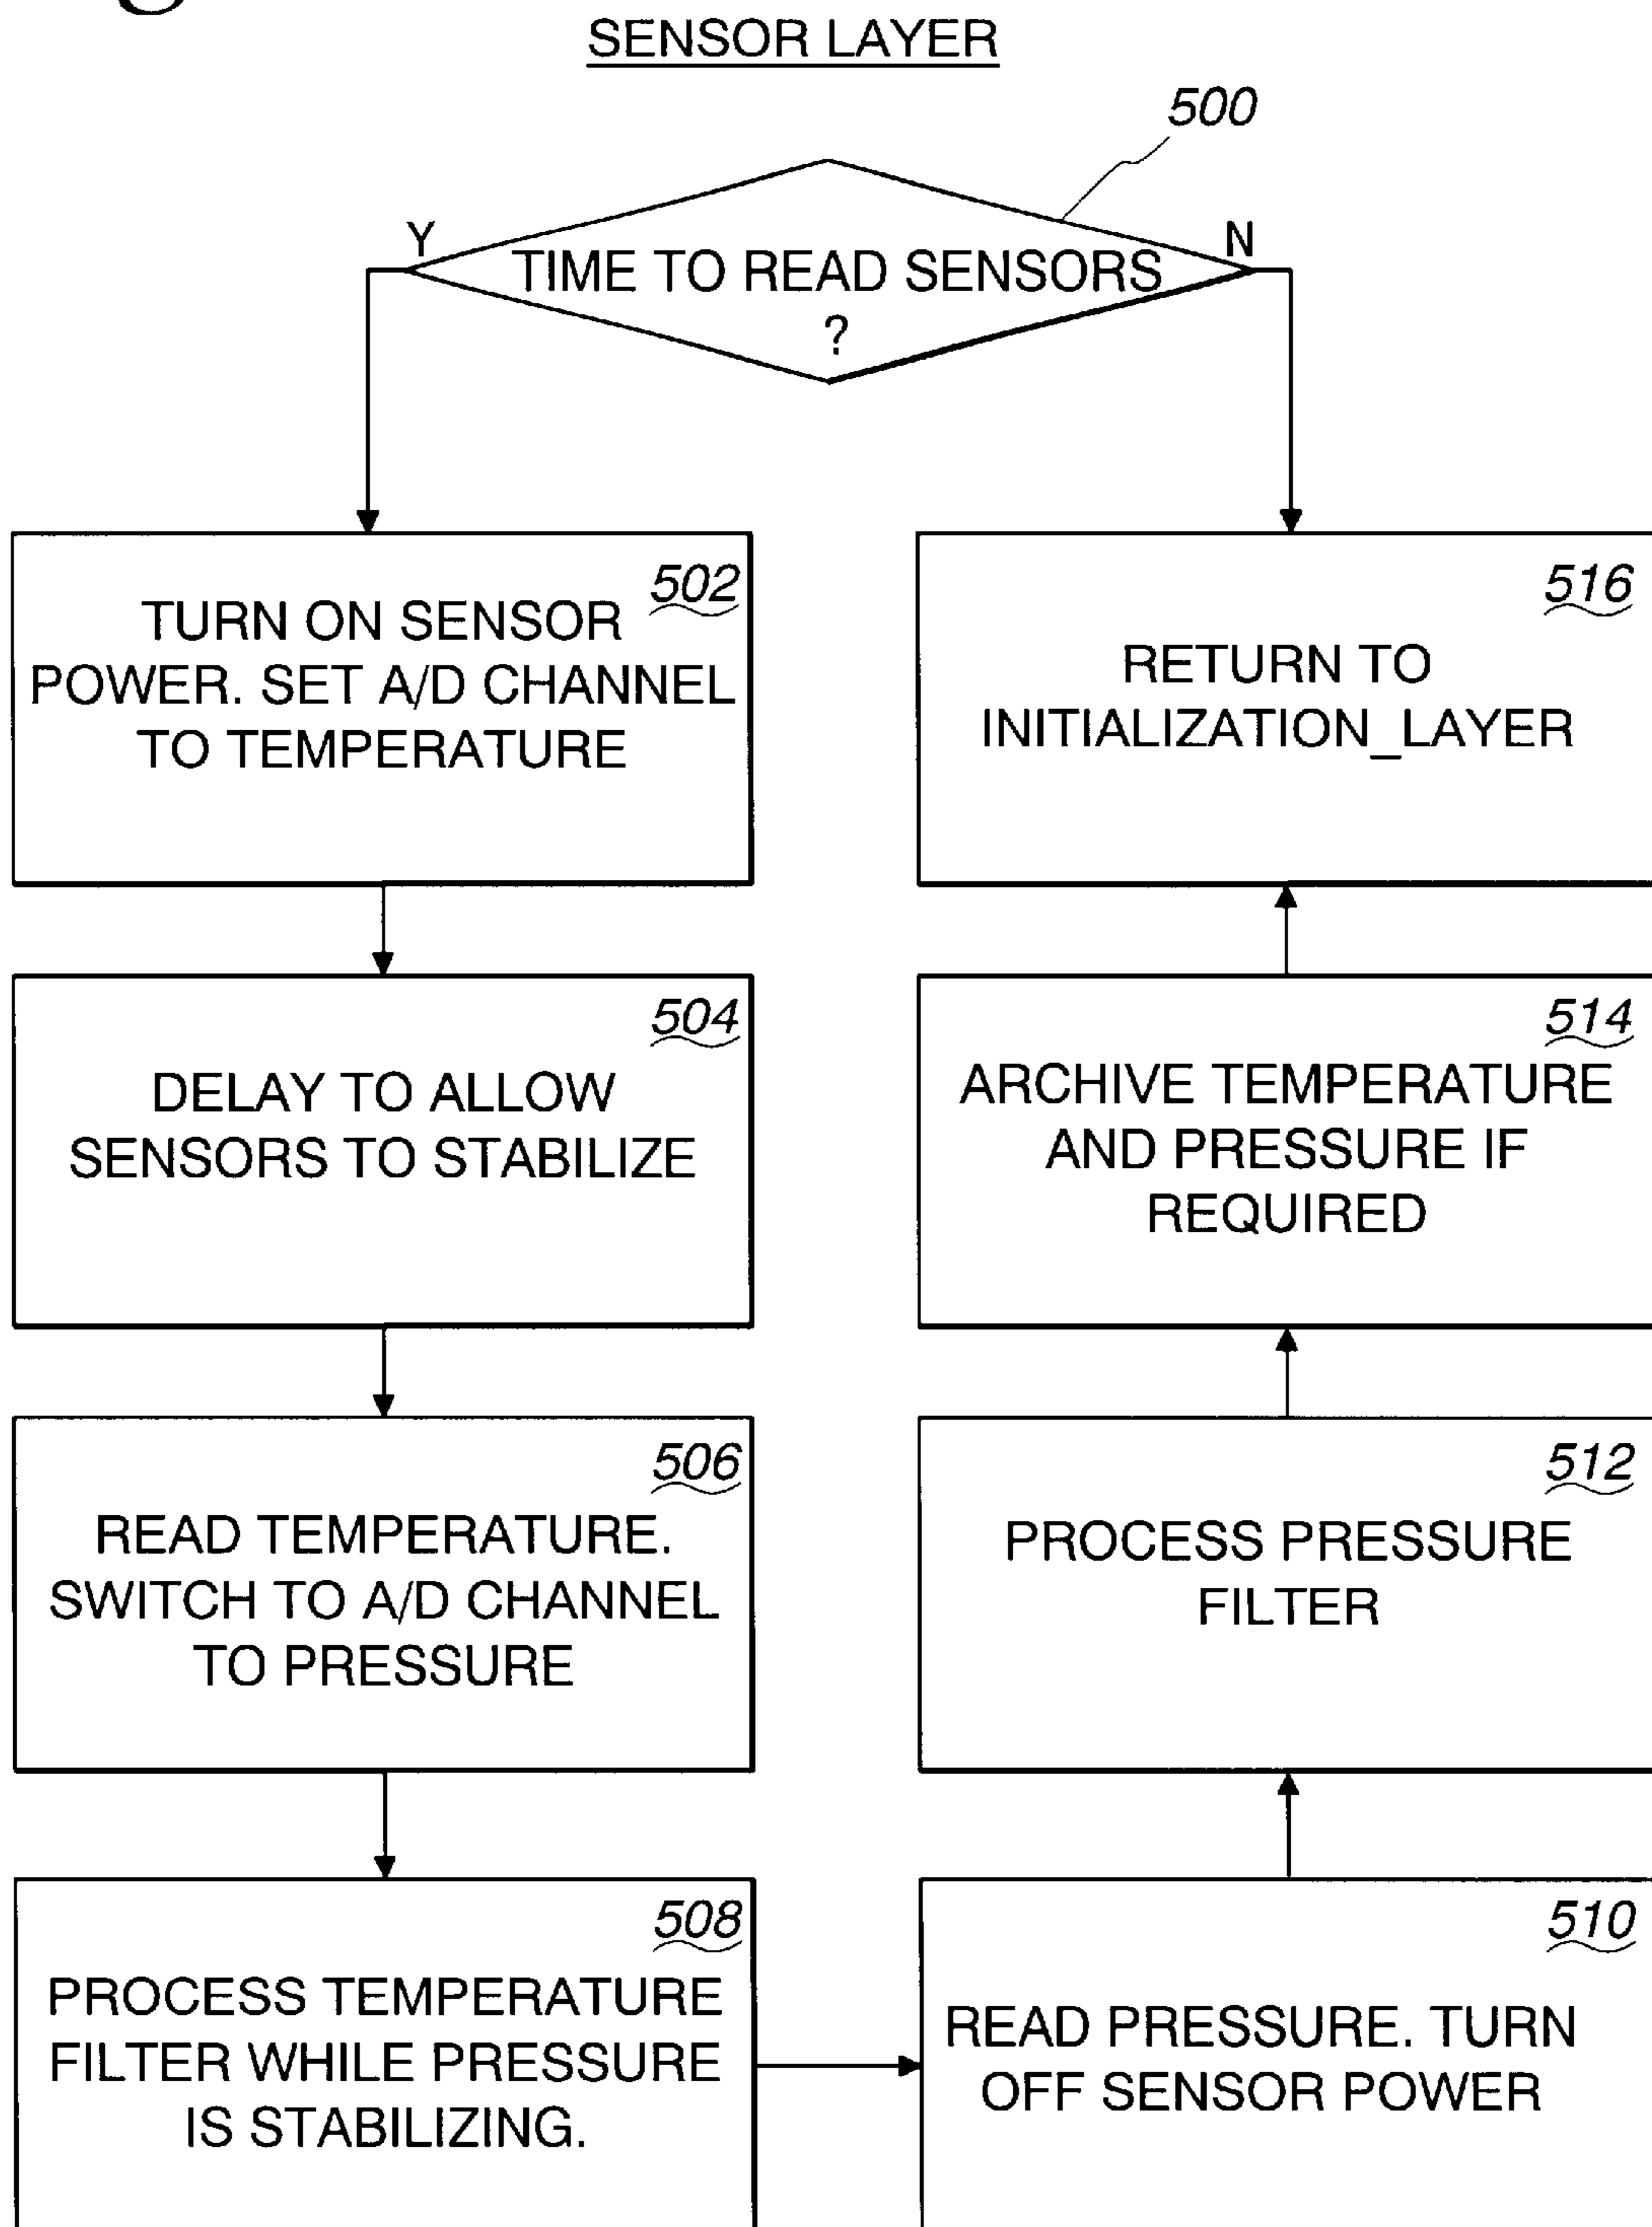 SENSOR LAYER
500
Y
N
TIME TO READ SENSORS
?
502
TURN ON SENSOR
POWER. SET A/D CHANNEL
TO TEMPERATURE
516
RETURN TO
INITIALIZATION_LAYER
504
DELAY TO ALLOW
SENSORS TO STABILIZE
514
ARCHIVE TEMPERATURE
AND PRESSURE IF
REQUIRED
506
READ TEMPERATURE.
SWITCH TO A/D CHANNEL
TO PRESSURE
512
PROCESS PRESSURE
FILTER
508
PROCESS TEMPERATURE
FILTER WHILE PRESSURE
IS STABILIZING.
510
READ PRESSURE. TURN
OFF SENSOR POWER